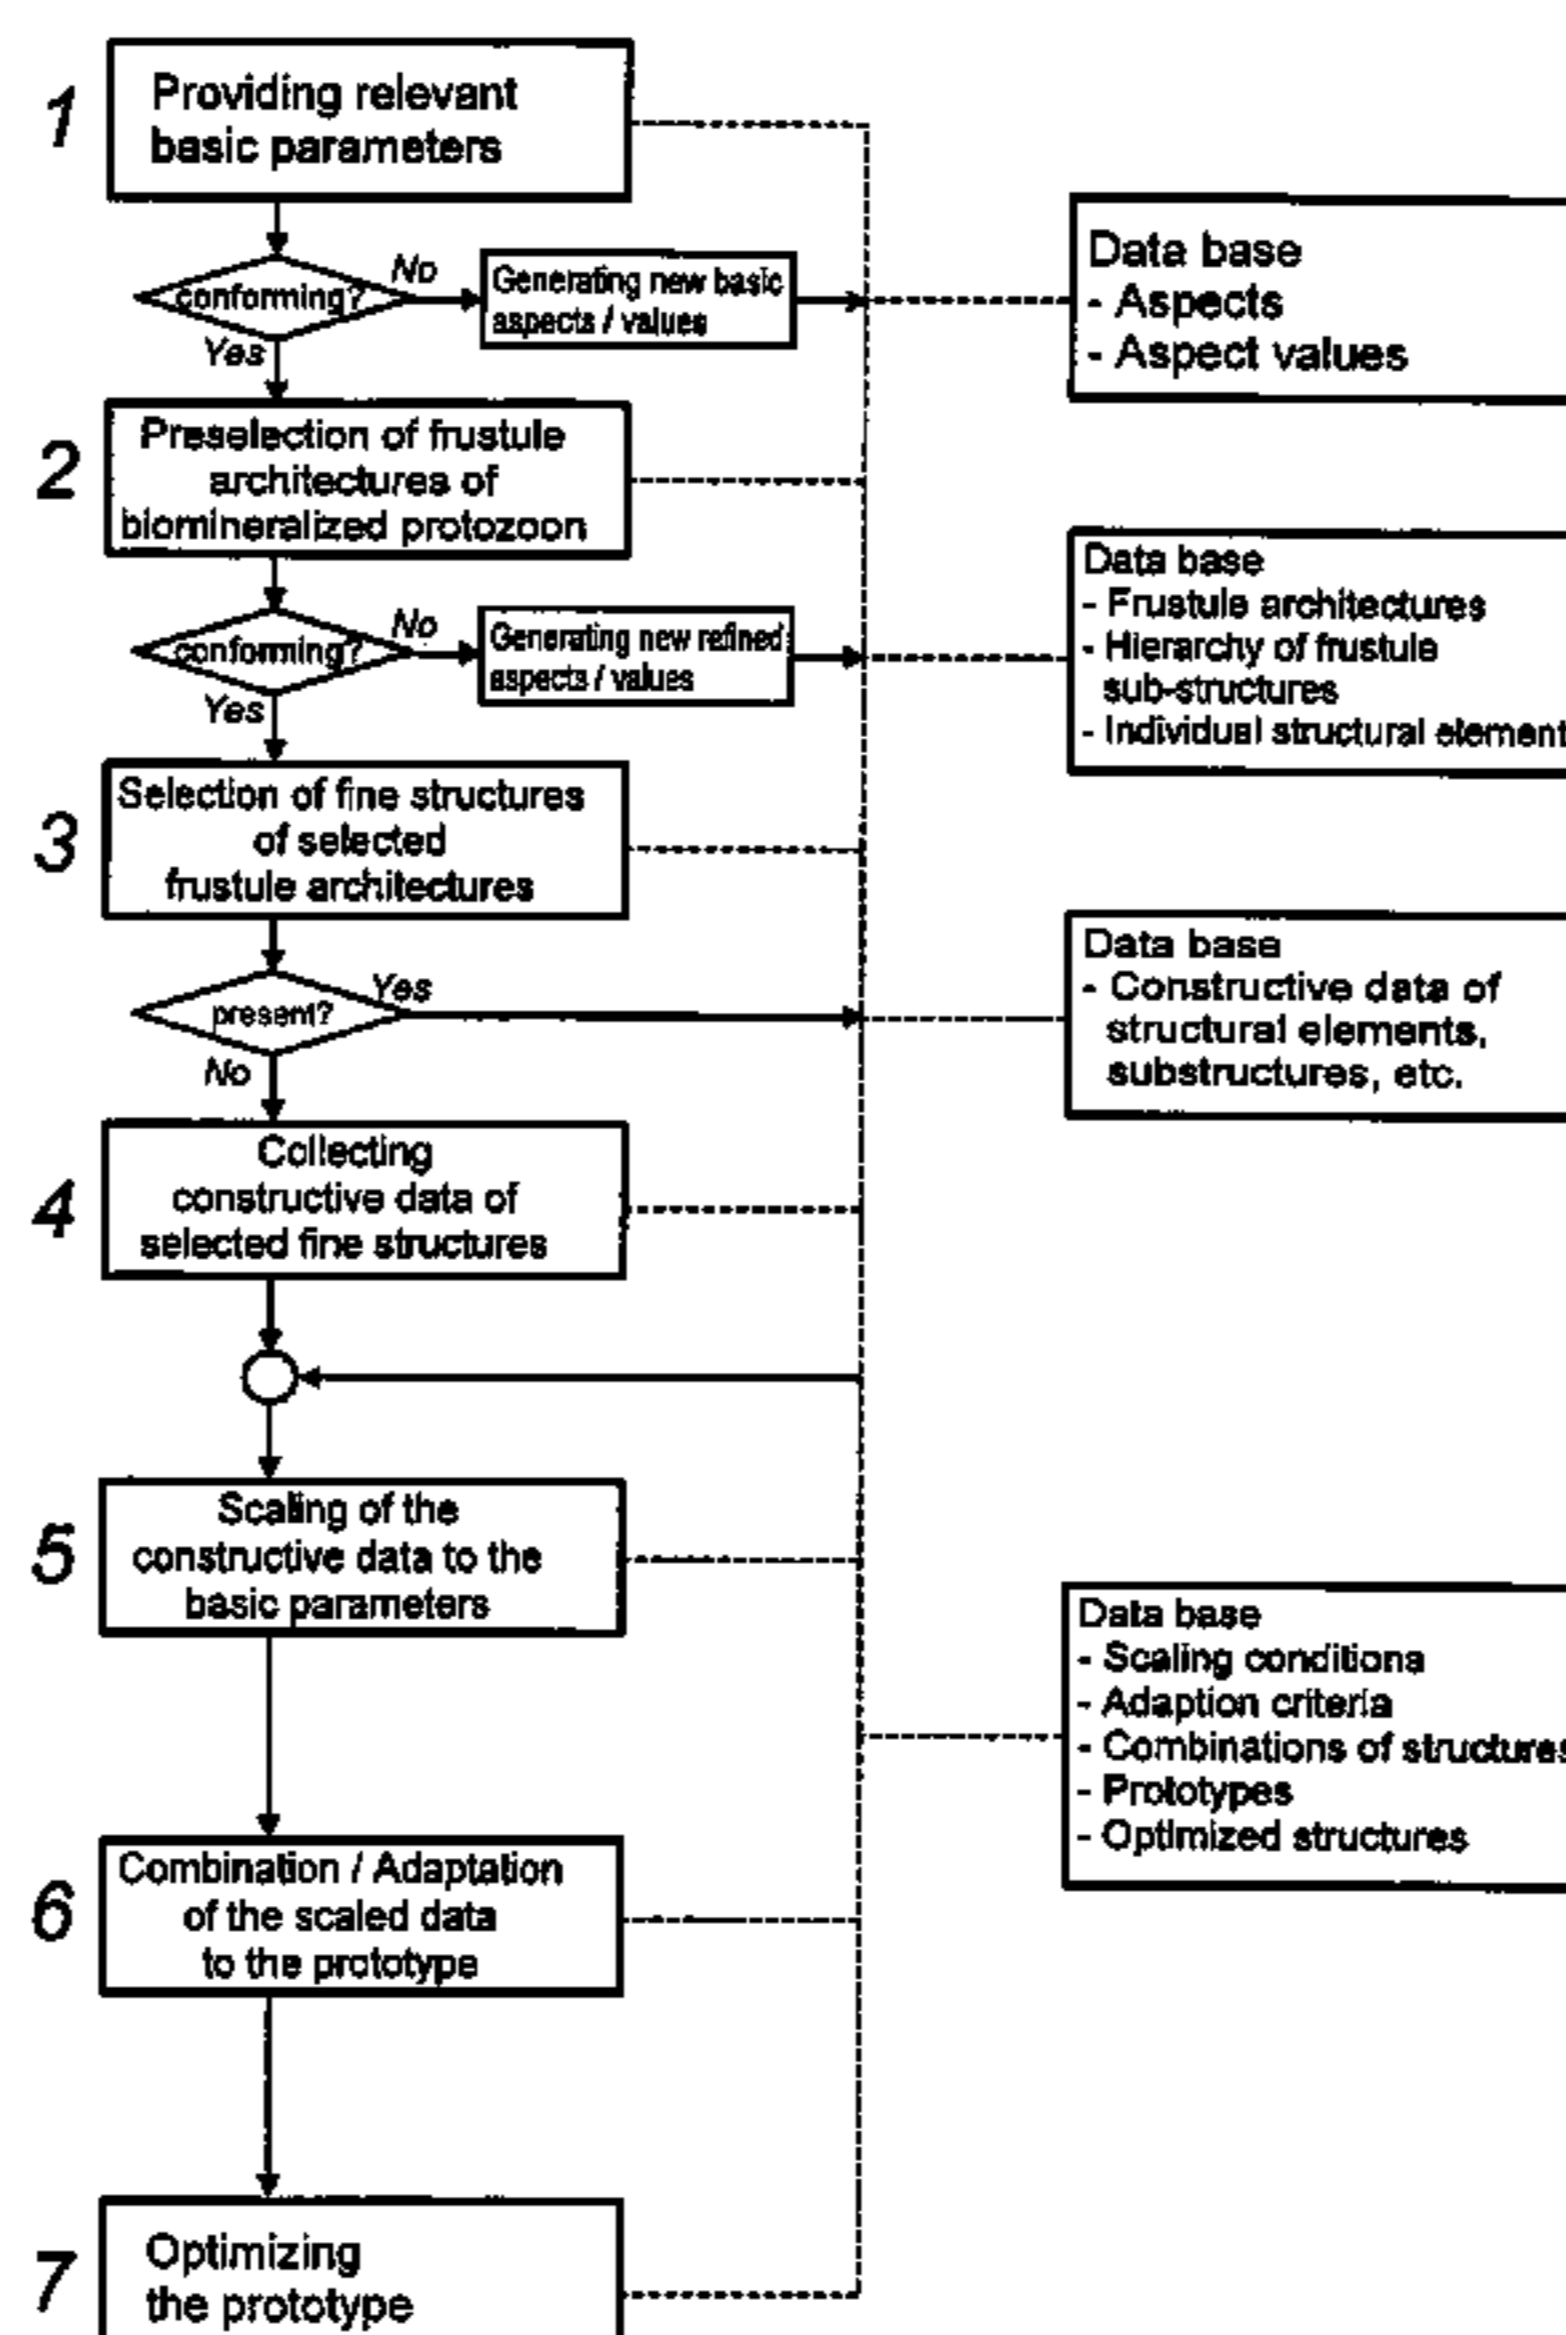 1
Providing relevant
basic parameters
conforming?
No
Generating new basic
aspects / values
Yes
Data base
- Aspects
- Aspect values
2
Preselection of frustule
architectures of
biomineralized protozoon
conforming?
No
Generating new refined
aspects / values
Yes
Data base
- Frustule architectures
- Hierarchy of frustule
sub-structures
- Individual structural element
3
Selection of fine structures
of selected
frustule architectures
present?
Yes
No
Data base
- Constructive data of
structural elements,
substructures, etc.
4
Collecting
constructive data of
selected fine structures
5
Scaling of the
constructive data to the
basic parameters
Data base
- Scaling conditions
- Adaption criteria
- Combinations of structures
- Prototypes
- Optimized structures
6
Combination / Adaptation
of the scaled data
to the prototype
7
Optimizing
the prototype